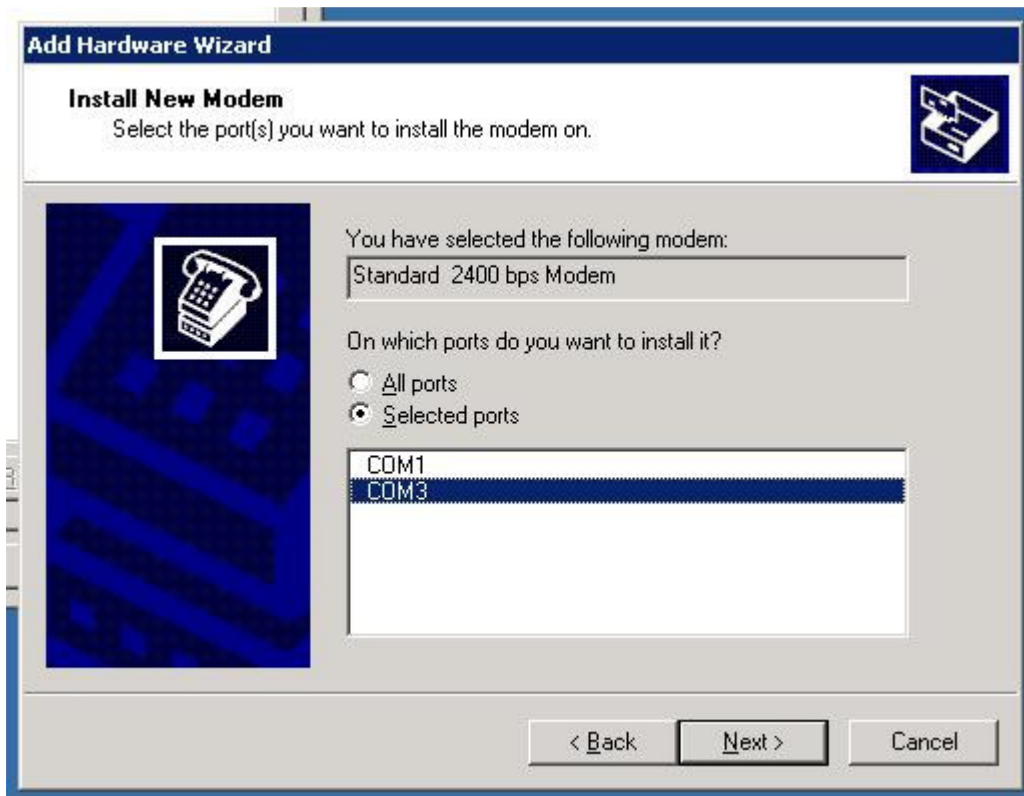 Add Hardware Wizard
Install New Modem
Select the port(s) you want to install the modem on.
You have selected the following modem:
Standard 2400 bps Modem
On which ports do you want to install it?
All ports
Selected ports
COM1
COM3
< Back
Next >
Cancel